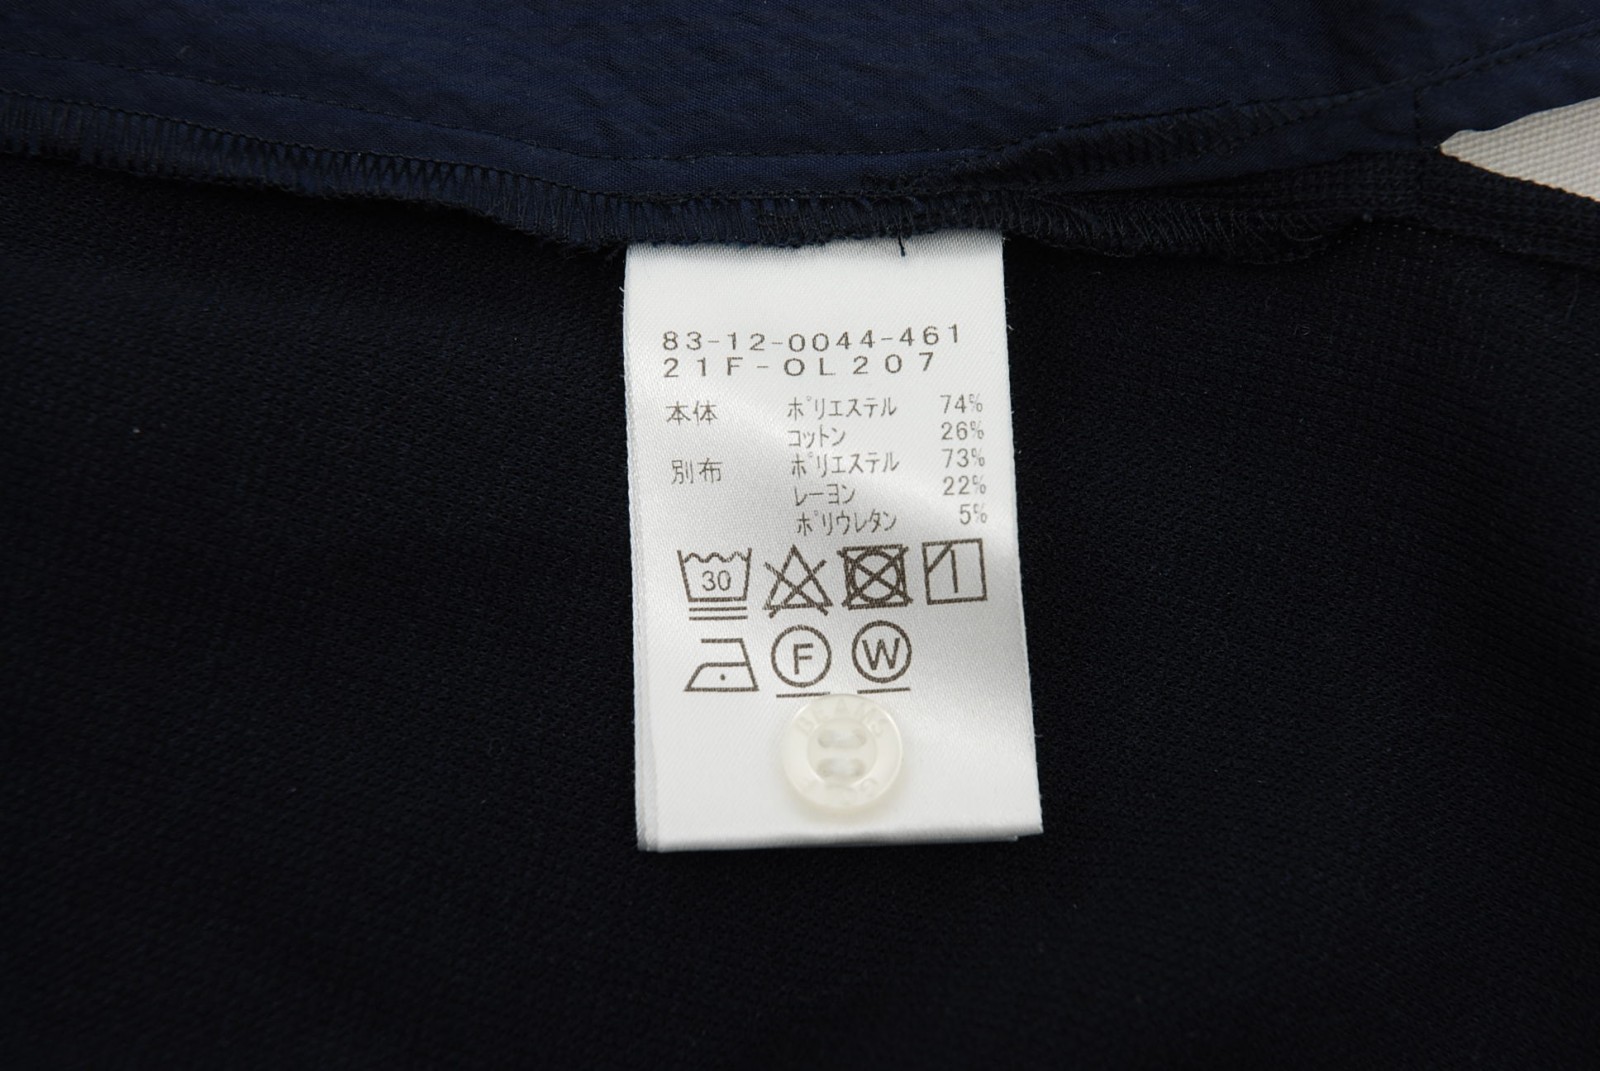 83-12-0044-461
21F-OL207
本体 ポリエステル 74%
コットン 26%
別布 ポリエステル 73%
レーヨン 22%
ポリウレタン 5%
30
F W